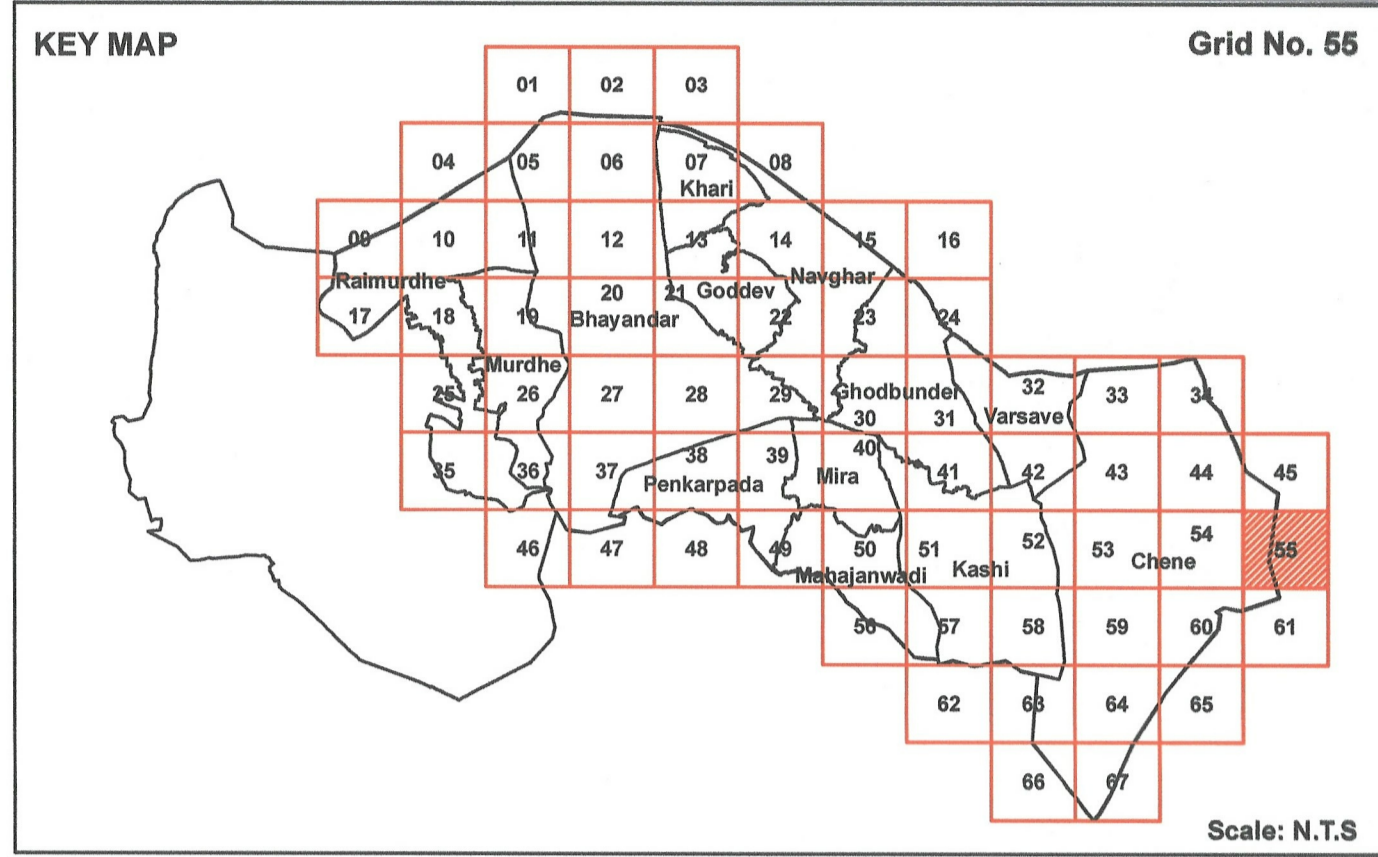 KEY MAP
Grid No. 55
01 02 03
04 05 06 07 08
Khari
09 10 11 12 13 14 15 16
Raimurdhe
Navghar
17 18 19 20 21 Goddev 22 23 24
Bhayandar
Murdhe
25 26 27 28 29 30 31 32 33 34
Ghodbunder
Varsave
35 36 37 38 39 40 41 42 43 44 45
Penkarpada
Mira
46 47 48 49 50 51 52 53 54 55
Mahajanwadi
Kashi
Chene
56 57 58 59 60 61
62 63 64 65
66 67
Scale: N.T.S